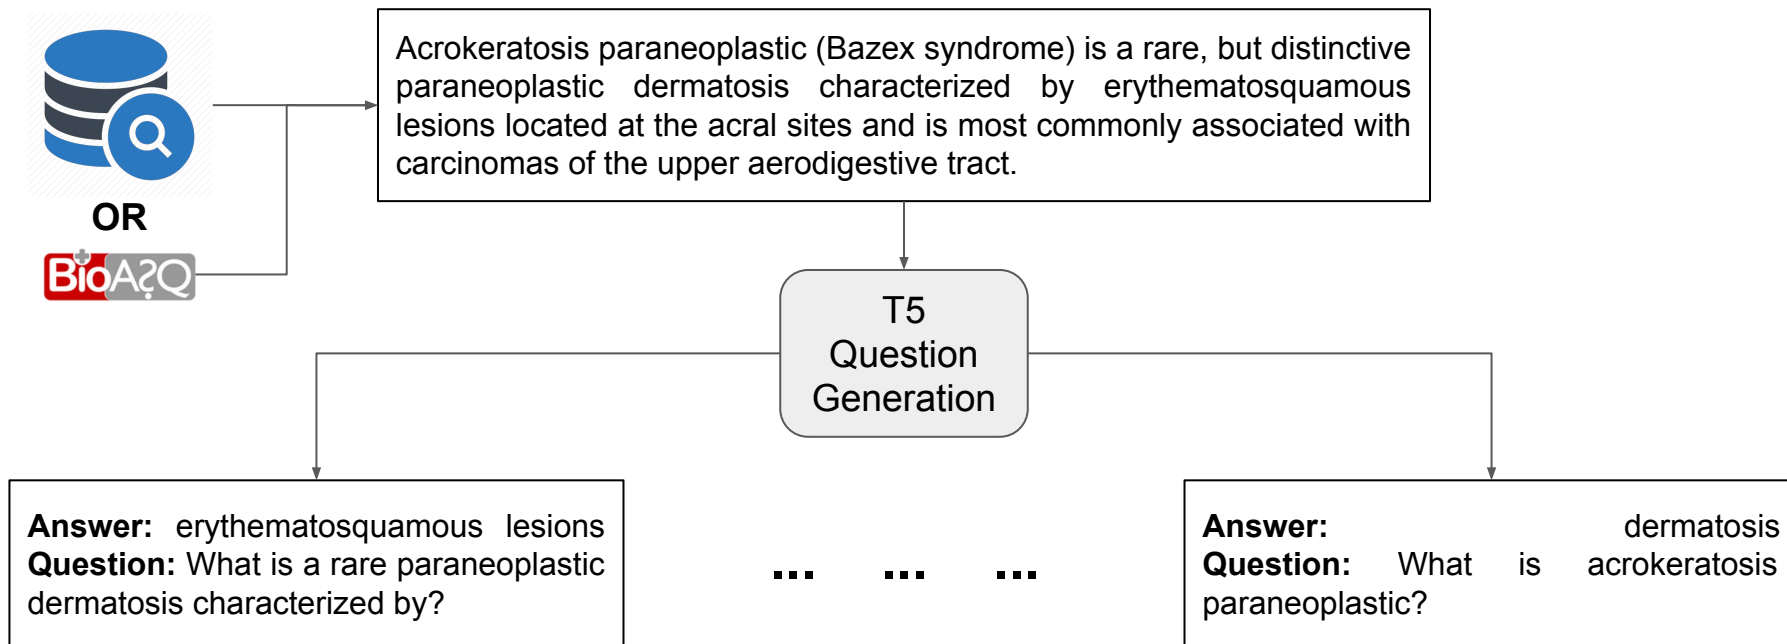 Acrokeratosis paraneoplastic (Bazex syndrome) is a rare, but distinctive
paraneoplastic dermatosis characterized by erythematosquamous
lesions located at the acral sites and is most commonly associated with
carcinomas of the upper aerodigestive tract.
OR
BioASQ
T5
Question
Generation
Answer: erythematosquamous lesions
Question: What is a rare paraneoplastic
dermatosis characterized by?
... ... ...
Answer: dermatosis
Question: What is acrokeratosis
paraneoplastic?